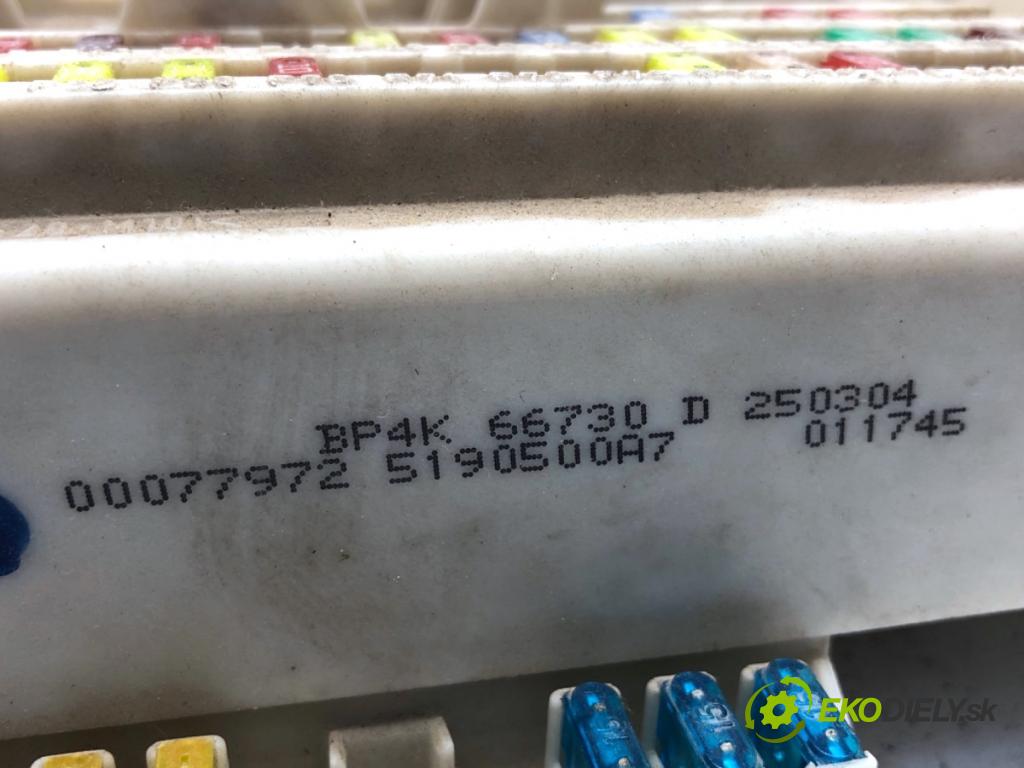 BP4K 66730 D 250304
00077972 5190500A7 011745
EKODIELY.sk